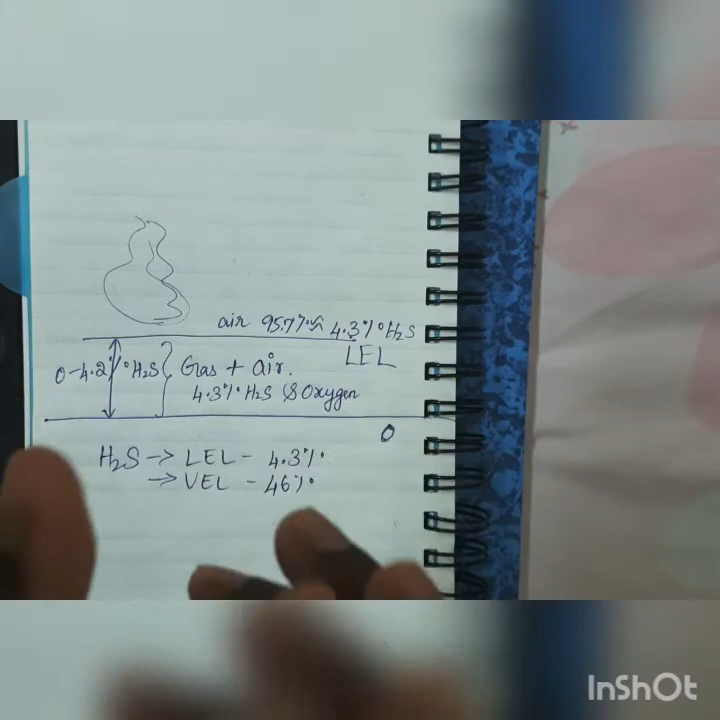 air 95.7% 4.3% H₂S
LEL
0-4.2% H₂S { Gas + air.
4.3% H₂S & Oxygen
0
H₂S → LEL - 4.3%
→ UEL - 46%
InShOt